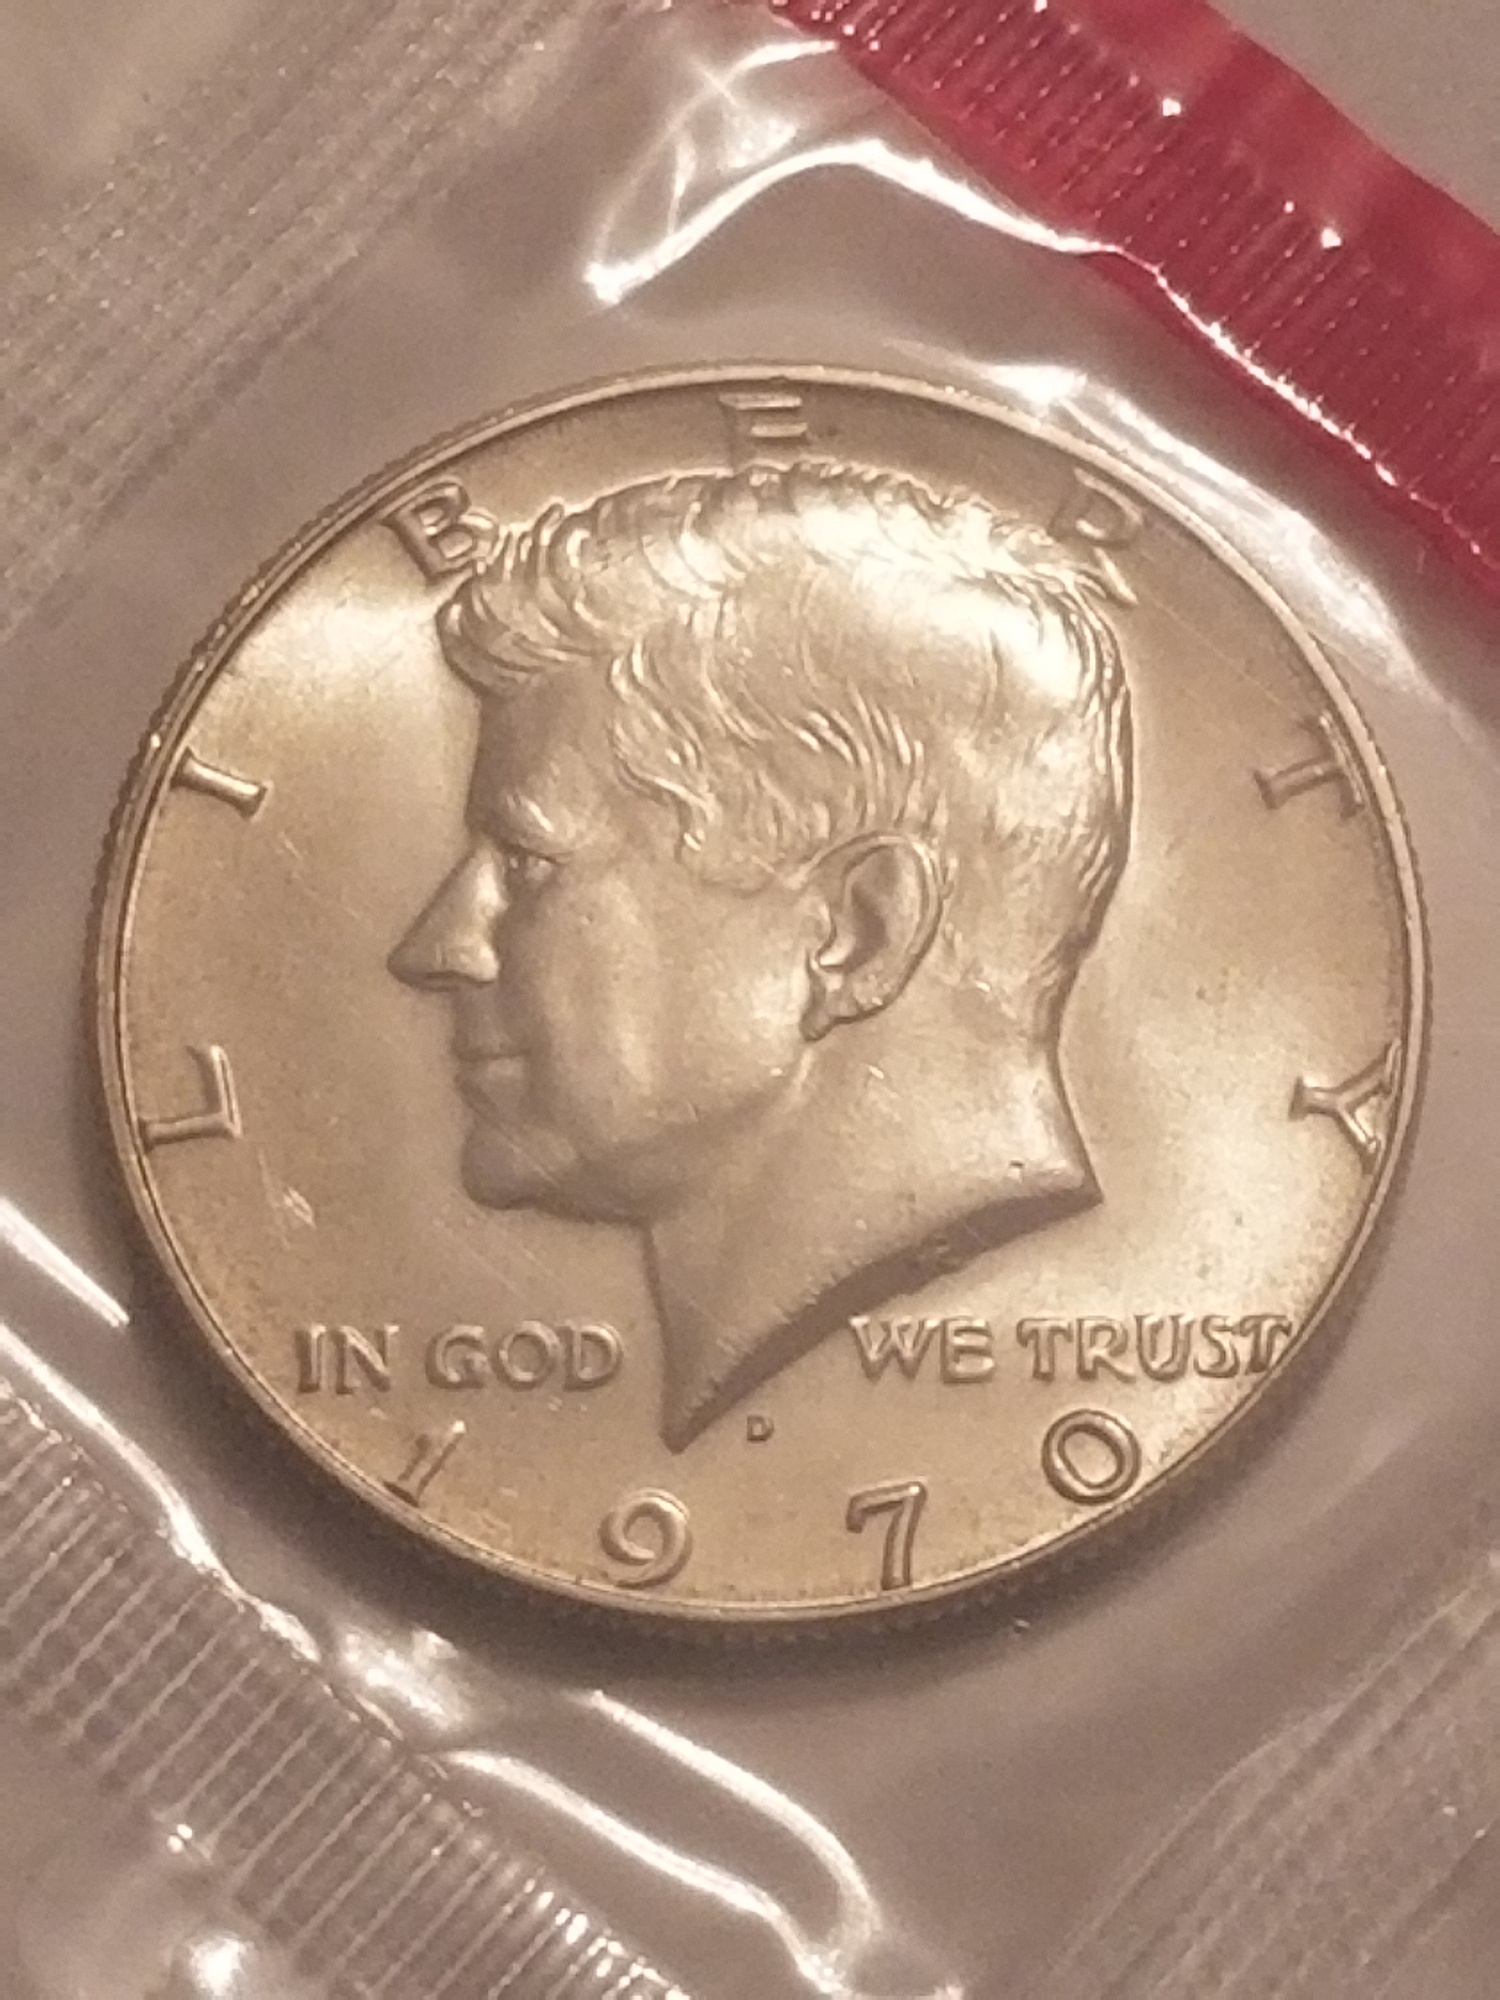 LIBERTY
IN GOD WE TRUST
D
1970